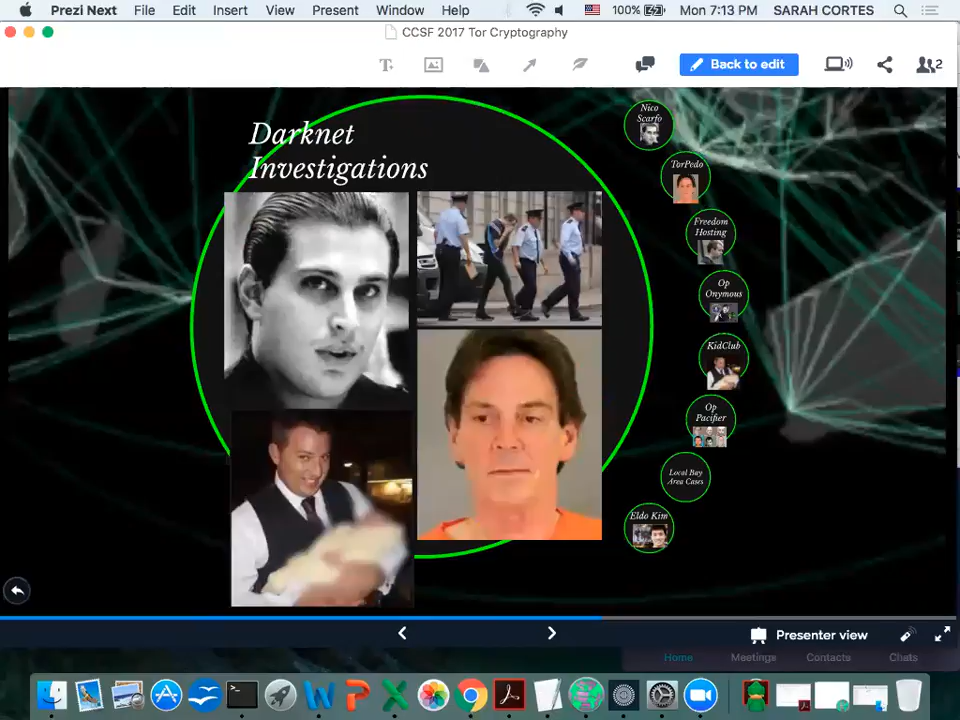 Prezi Next File Edit Insert View Present Window Help 100% Mon 7:13 PM SARAH CORTES
CCSF 2017 Tor Cryptography
Back to edit
2
Darknet
Investigations
Nico
Scarfo
TorPedo
Freedom
Hosting
Op
Onymous
KidClub
Op
Pacifier
Local Bay
Area Cases
Eldo Kim
Presenter view
Home Meetings Contacts Chats